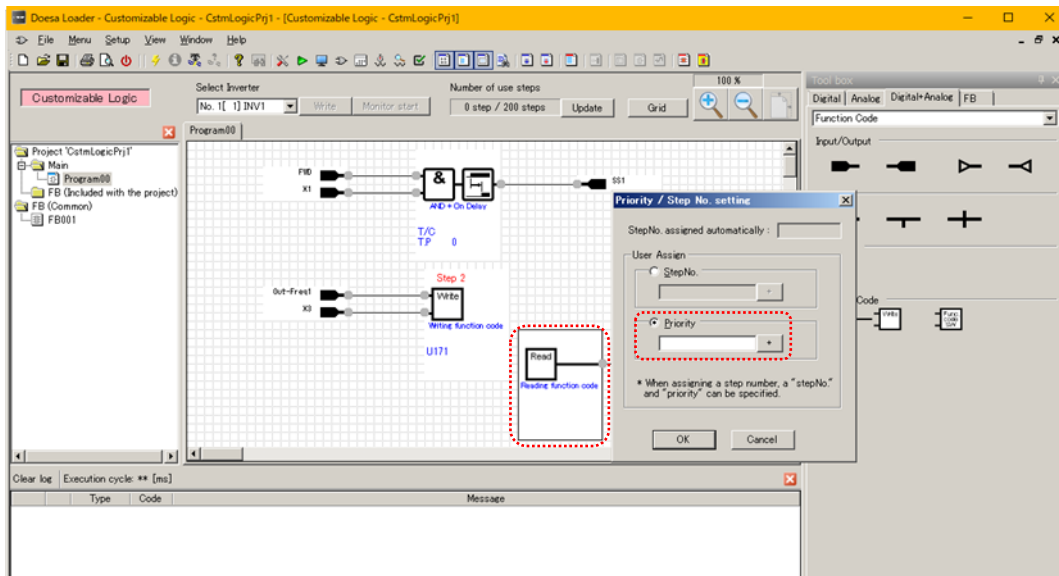 Doesa Loader - Customizable Logic - CstmLogicPrj1 - [Customizable Logic - CstmLogicPrj1]
File Menu Setup View Window Help
Customizable Logic
Select Inverter
No. 1[ 1] INV1
Write
Monitor start
Number of use steps
0 step / 200 steps
Update
Grid
100 %
Tool box
Digital Analog Digital+Analog FB
Function Code
Input/Output
Project 'CstmLogicPrj1'
Main
Program00
FB (Included with the project)
FB (Common)
FB001
Program00
FWD
X1
&
AND + On Delay
SS1
T/C
T.P 0
Step 2
Out-Freq1
X3
Write
Writing function code
U171
Read
Reading function code
Priority / Step No. setting
StepNo. assigned automatically :
User Assign
StepNo.
+
Priority
+
* When assigning a step number, a "stepNo."
and "priority" can be specified.
OK
Cancel
Code
Write
Func
code
SW
Clear log Execution cycle: ** [ms]
Type Code Message